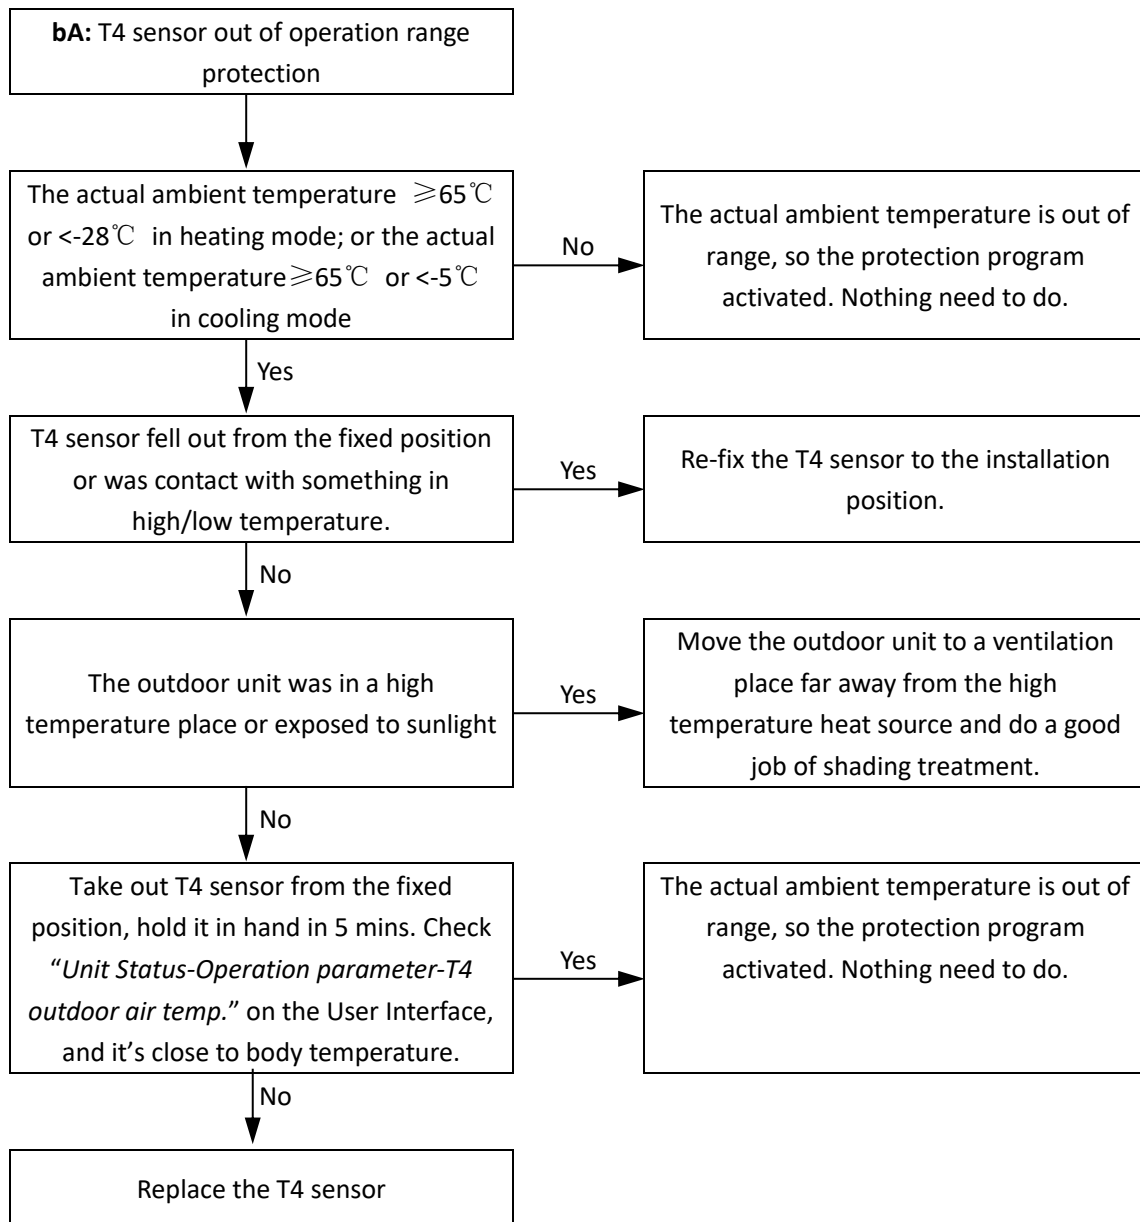 bA: T4 sensor out of operation range
protection
The actual ambient temperature ≥65℃
or <-28℃ in heating mode; or the actual
ambient temperature≥65℃ or <-5℃
in cooling mode
No
The actual ambient temperature is out of
range, so the protection program
activated. Nothing need to do.
Yes
T4 sensor fell out from the fixed position
or was contact with something in
high/low temperature.
Yes
Re-fix the T4 sensor to the installation
position.
No
The outdoor unit was in a high
temperature place or exposed to sunlight
Yes
Move the outdoor unit to a ventilation
place far away from the high
temperature heat source and do a good
job of shading treatment.
No
Take out T4 sensor from the fixed
position, hold it in hand in 5 mins. Check
“Unit Status-Operation parameter-T4
outdoor air temp.” on the User Interface,
and it’s close to body temperature.
Yes
The actual ambient temperature is out of
range, so the protection program
activated. Nothing need to do.
No
Replace the T4 sensor